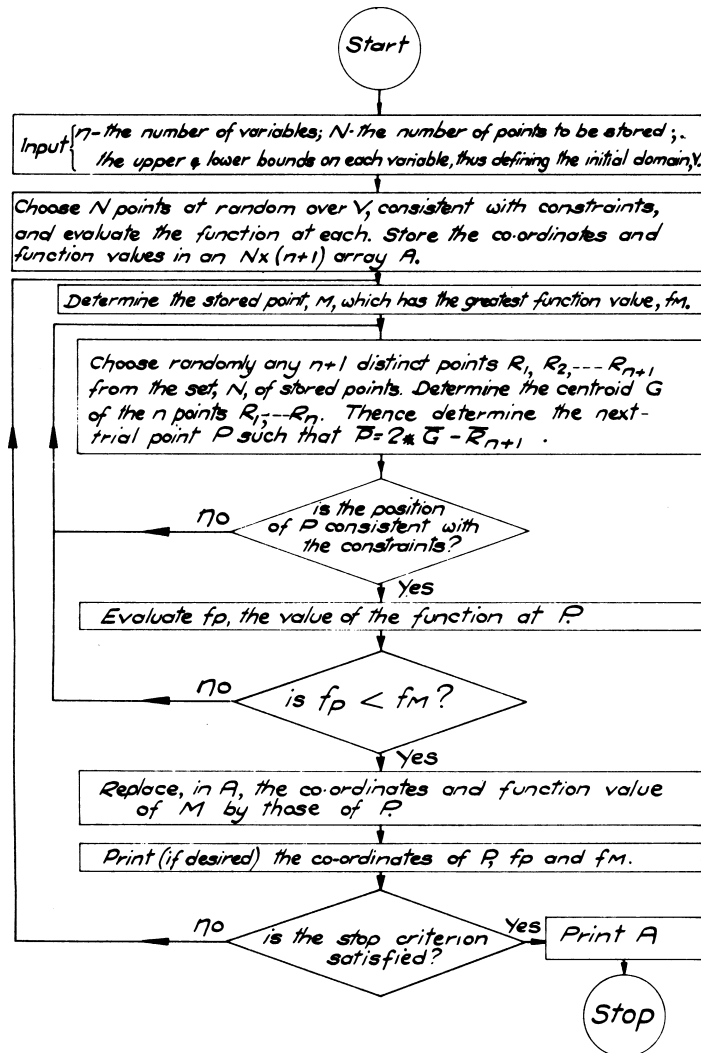 Start
Input { n - the number of variables; N - the number of points to be stored ;.
the upper & lower bounds on each variable, thus defining the initial domain, V.
Choose N points at random over V, consistent with constraints,
and evaluate the function at each. Store the co-ordinates and
function values in an N x (n+1) array A.
Determine the stored point, M, which has the greatest function value, fM.
Choose randomly any n+1 distinct points R1, R2, ---- Rn+1
from the set, N, of stored points. Determine the centroid G
of the n points R1, --- Rn. Thence determine the next-
trial point P such that P̄ = 2 * Ḡ - R̄n+1 .
no
is the position
of P consistent with
the constraints?
Yes
Evaluate fp, the value of the function at P.
no
is fp < fM?
Yes
Replace, in A, the co-ordinates and function value
of M by those of P.
Print (if desired) the co-ordinates of P, fp and fM.
no
is the stop criterion
satisfied?
Yes
Print A
Stop